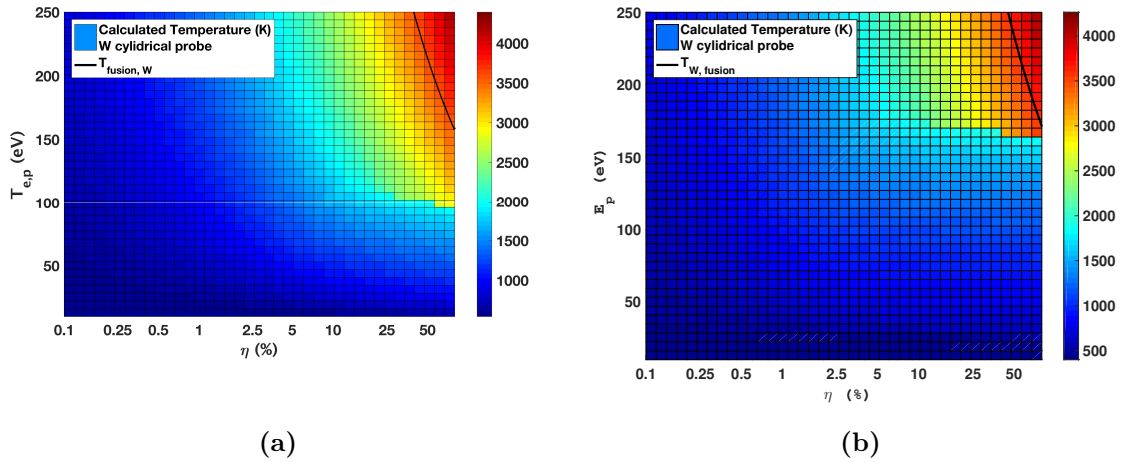 250
200
150
100
50
T_e,p (eV)
Calculated Temperature (K)
W cylidrical probe
T_fusion, W
0.1 0.25 0.5 1 2.5 5 10 25 50
η (%)
4000
3500
3000
2500
2000
1500
1000
(a)
250
200
150
100
50
E_p (eV)
Calculated Temperature (K)
W cylidrical probe
T_W, fusion
0.1 0.25 0.5 1 2.5 5 10 25 50
η (%)
4000
3500
3000
2500
2000
1500
1000
500
(b)